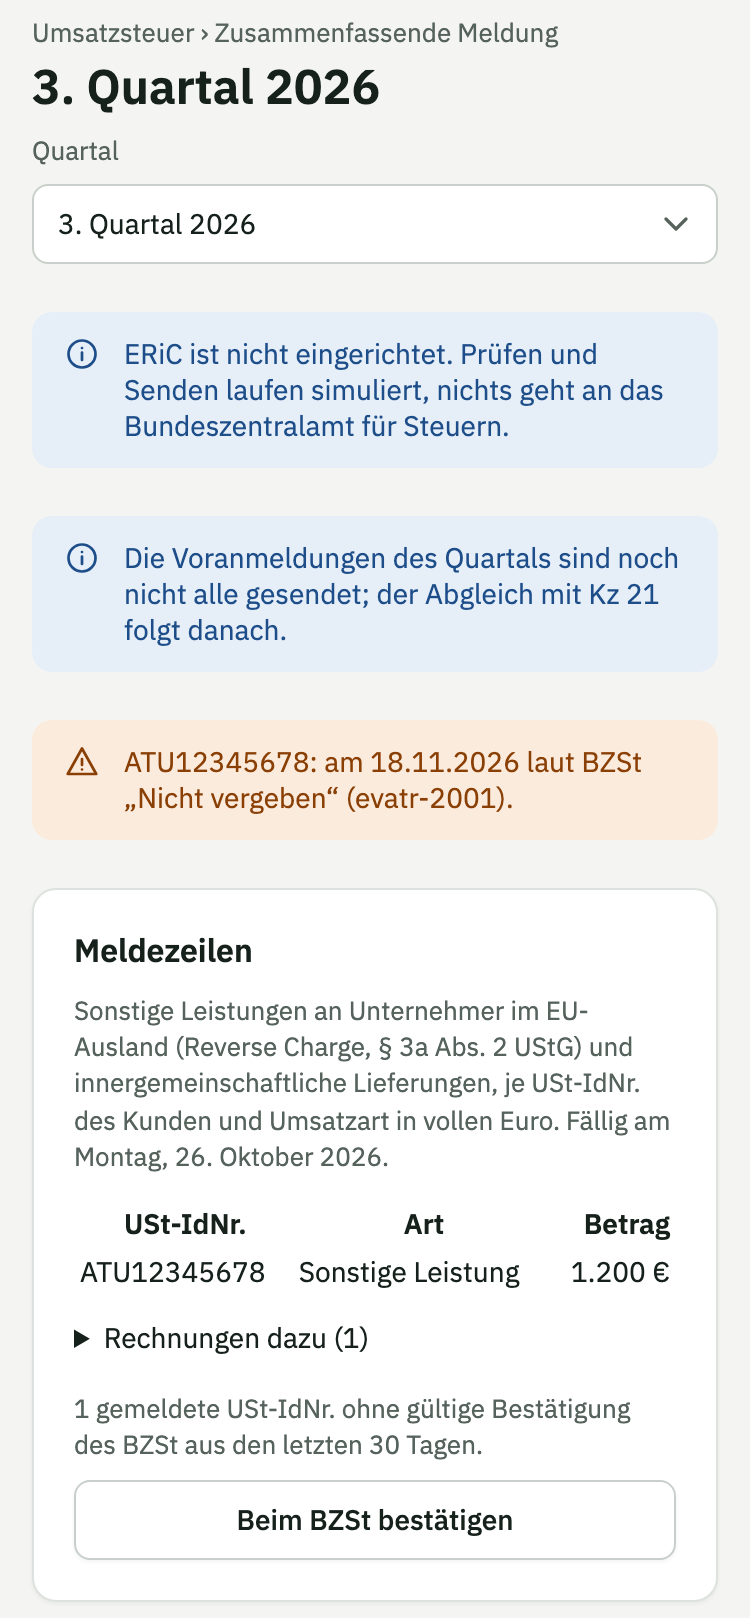 Umsatzsteuer › Zusammenfassende Meldung
3. Quartal 2026
Quartal
3. Quartal 2026
ERiC ist nicht eingerichtet. Prüfen und
Senden laufen simuliert, nichts geht an das
Bundeszentralamt für Steuern.
Die Voranmeldungen des Quartals sind noch
nicht alle gesendet; der Abgleich mit Kz 21
folgt danach.
ATU12345678: am 18.11.2026 laut BZSt
„Nicht vergeben“ (evatr-2001).
Meldezeilen
Sonstige Leistungen an Unternehmer im EU-
Ausland (Reverse Charge, § 3a Abs. 2 UStG) und
innergemeinschaftliche Lieferungen, je USt-IdNr.
des Kunden und Umsatzart in vollen Euro. Fällig am
Montag, 26. Oktober 2026.
USt-IdNr. Art Betrag
ATU12345678 Sonstige Leistung 1.200 €
Rechnungen dazu (1)
1 gemeldete USt-IdNr. ohne gültige Bestätigung
des BZSt aus den letzten 30 Tagen.
Beim BZSt bestätigen